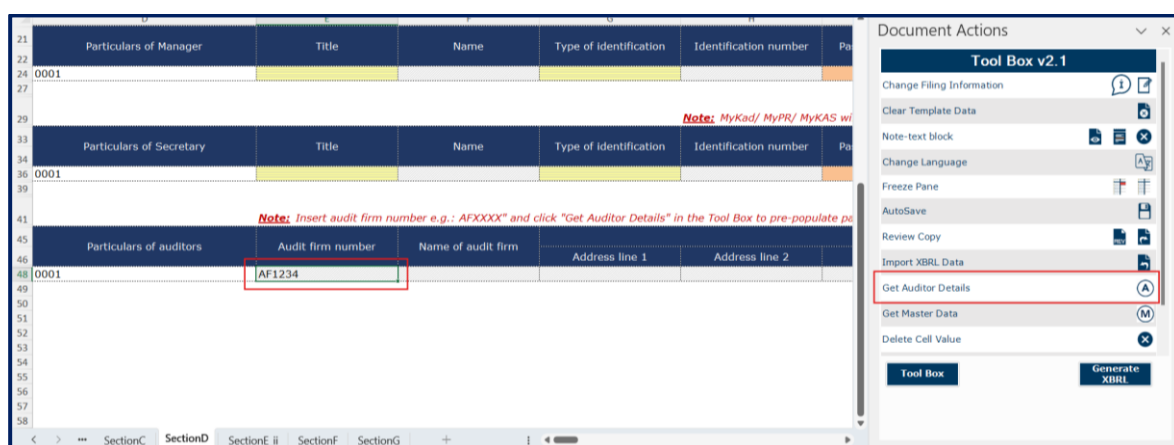 D E G H
21
22
Particulars of Manager Title Name Type of identification Identification number Pa
24 0001
27
29 Note: MyKad/ MyPR/ MyKAS wi
33
34
Particulars of Secretary Title Name Type of identification Identification number Pa
36 0001
39
41 Note: Insert audit firm number e.g.: AFXXXX" and click "Get Auditor Details" in the Tool Box to pre-populate pa
45
46
Particulars of auditors Audit firm number Name of audit firm
Address line 1 Address line 2
48 0001 AF1234
49
50
51
52
53
54
55
56
57
58
SectionC SectionD SectionE_ii SectionF SectionG
Document Actions
Tool Box v2.1
Change Filing Information
Clear Template Data
Note-text block
Change Language
Freeze Pane
AutoSave
Review Copy
Import XBRL Data
Get Auditor Details A
Get Master Data M
Delete Cell Value
Tool Box
Generate
XBRL